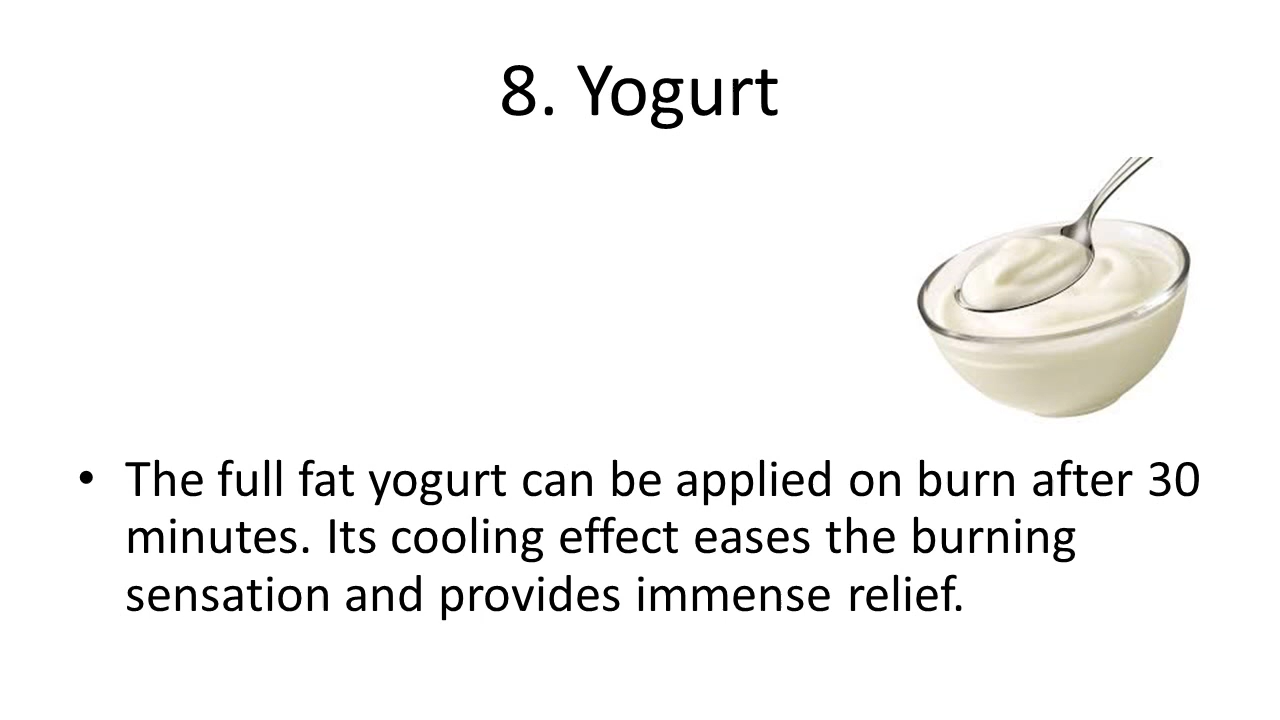 8. Yogurt
• The full fat yogurt can be applied on burn after 30
minutes. Its cooling effect eases the burning
sensation and provides immense relief.